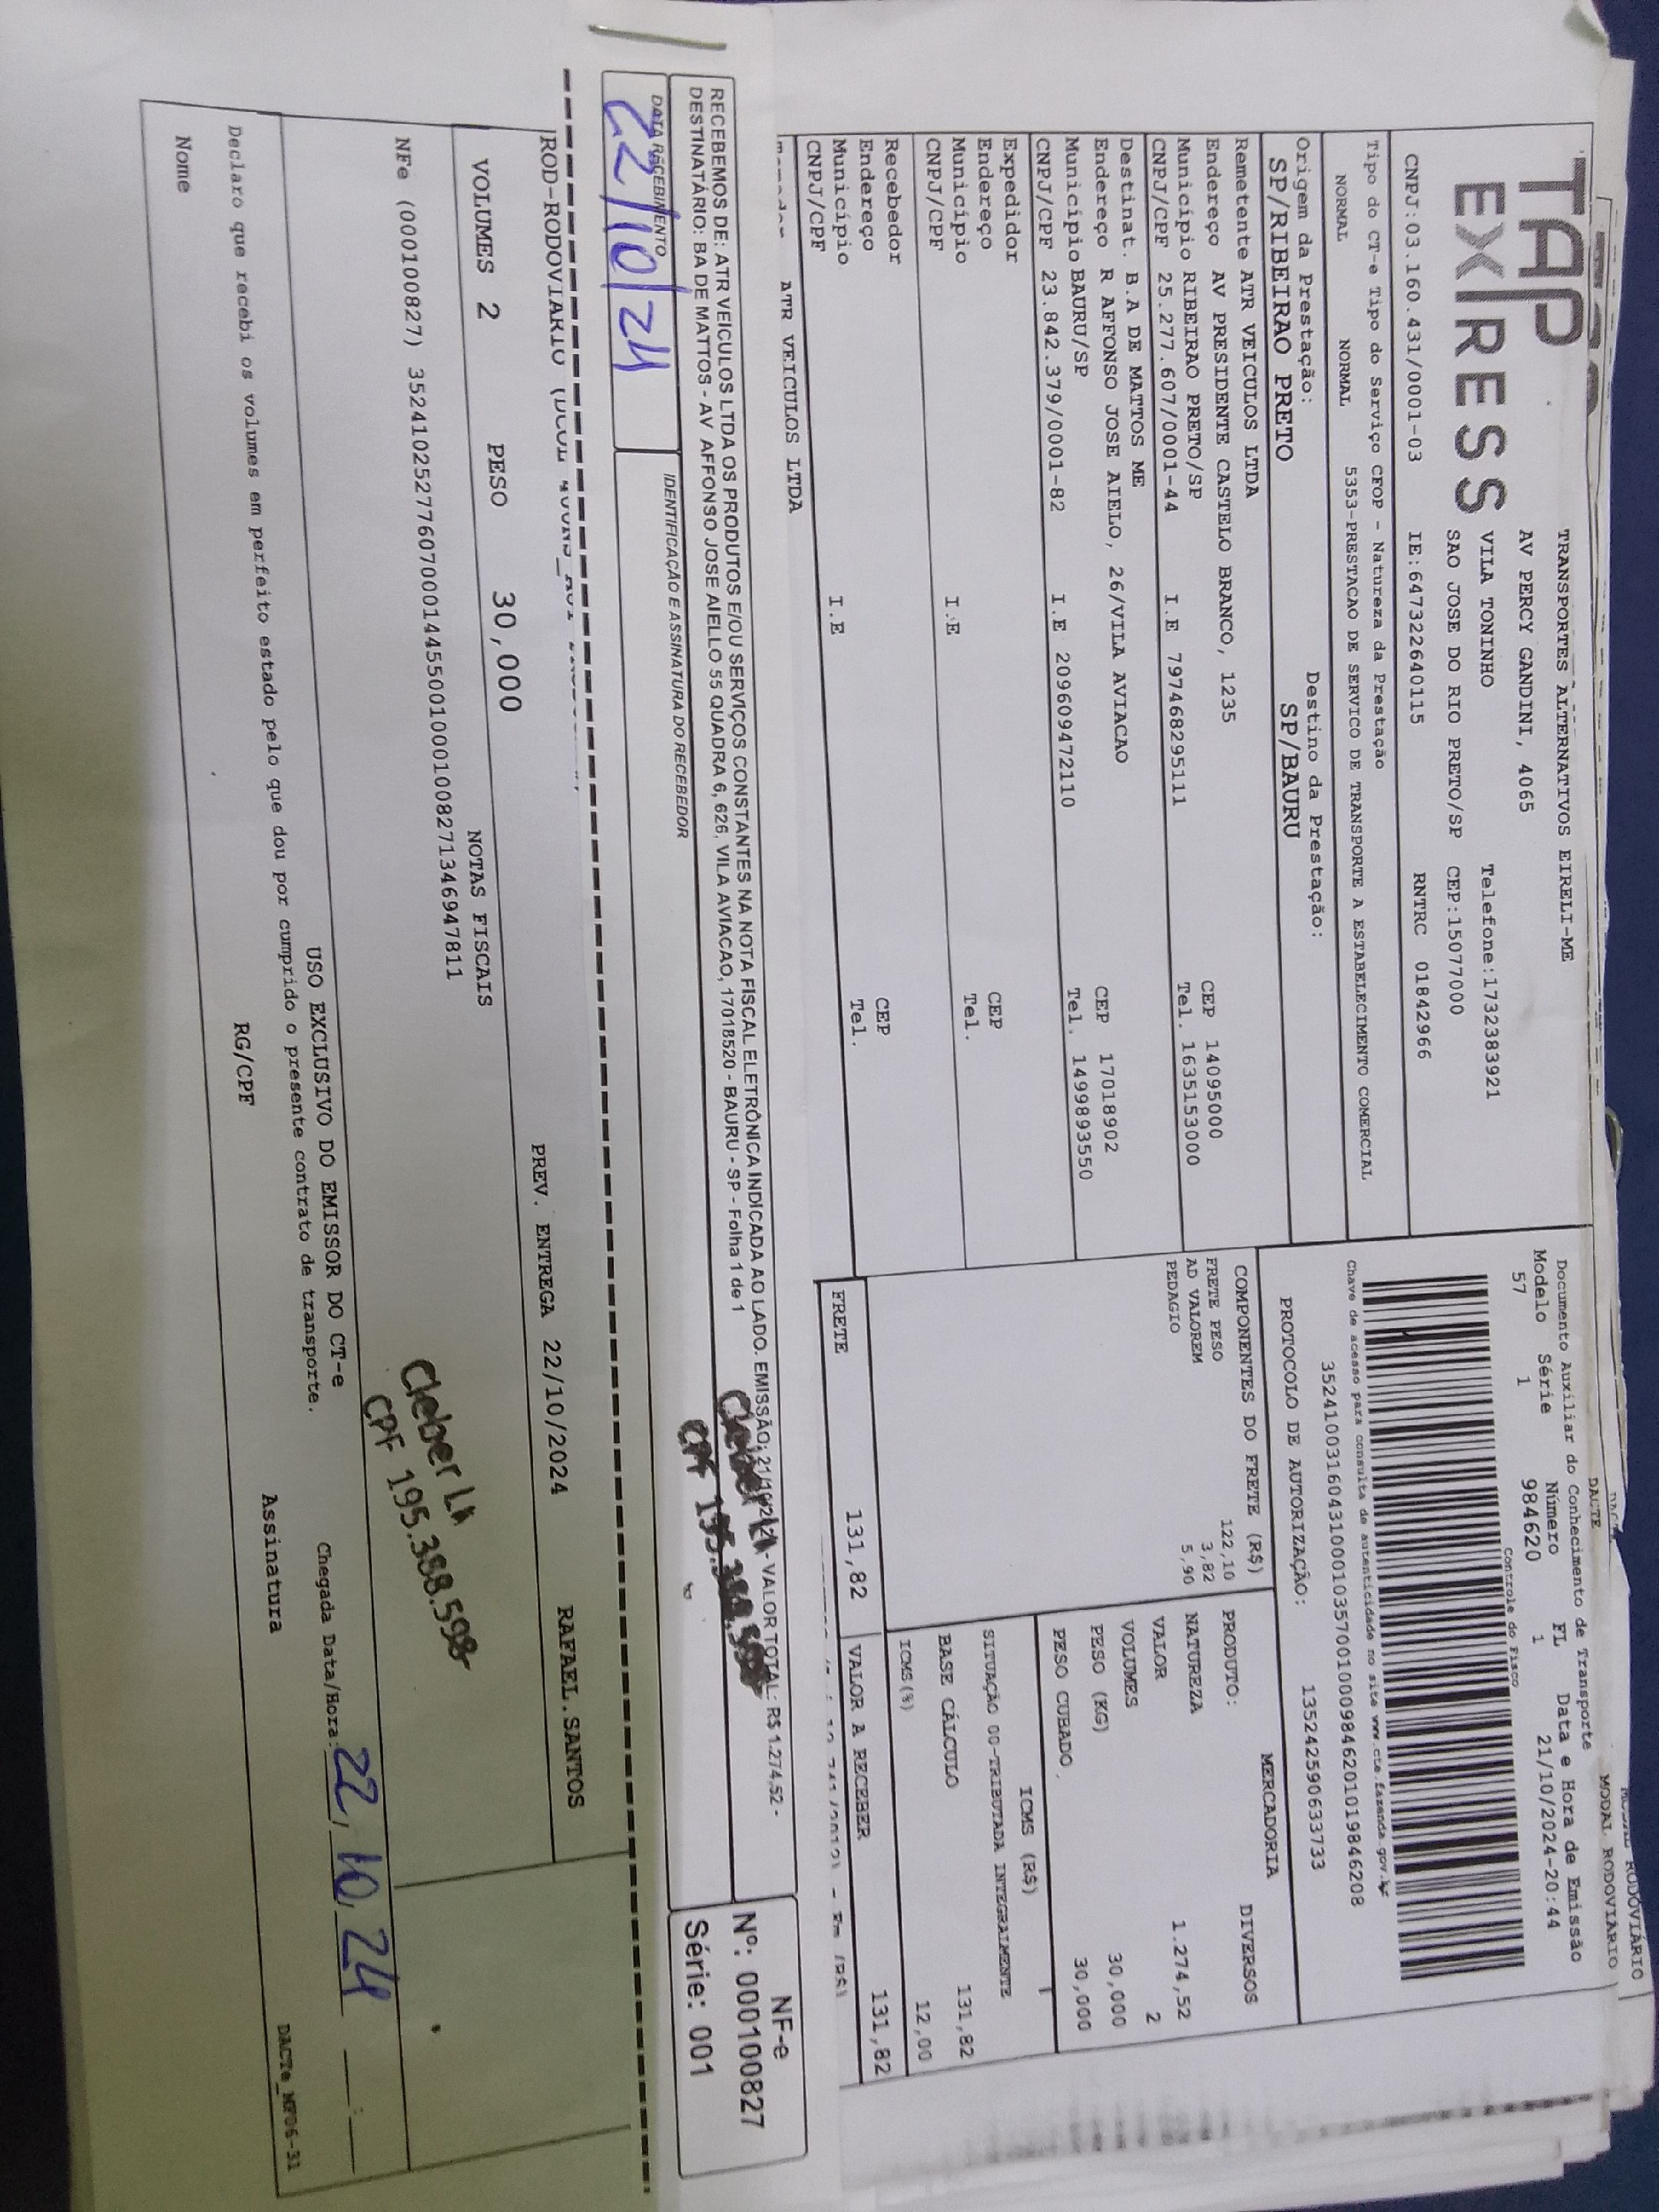 TAP
EXPRESS
TRANSPORTES ALTERNATIVOS EIRELI-ME
AV PERCY GANDINI, 4065
VILA TONINHO Telefone:1732383921
SAO JOSE DO RIO PRETO/SP CEP:15077000
CNPJ:03.160.431/0001-03 IE:647322640115 RNTRC 01842966
DACTE MODAL RODOVIARIO
Documento Auxiliar do Conhecimento de Transporte
Modelo Série Número FL Data e Hora de Emissão
57 1 984620 1 21/10/2024-20:44
Controle do Fisco
Chave de acesso para consulta de autenticidade no site www.cte.fazenda.gov.br
35241003160431000103570010009846201019846208
PROTOCOLO DE AUTORIZAÇÃO: 135242590633733
Tipo do CT-e Tipo do Serviço CFOP - Natureza da Prestação
NORMAL NORMAL 5353-PRESTACAO DE SERVICO DE TRANSPORTE A ESTABELECIMENTO COMERCIAL
Origem da Prestação: Destino da Prestação:
SP/RIBEIRAO PRETO SP/BAURU
Remetente ATR VEICULOS LTDA
Endereço AV PRESIDENTE CASTELO BRANCO, 1235 CEP 14095000
Município RIBEIRAO PRETO/SP Tel. 1635153000
CNPJ/CPF 25.277.607/0001-44 I.E 797468295111
Destinat. B.A DE MATTOS ME
Endereço R AFFONSO JOSE AIELO, 26/VILA AVIACAO CEP 17018902
Município BAURU/SP Tel. 1499893550
CNPJ/CPF 23.842.379/0001-82 I.E 209609472110
Expedidor
Endereço CEP
Município Tel.
CNPJ/CPF I.E
Recebedor
Endereço CEP
Município Tel.
CNPJ/CPF I.E
ATR VEICULOS LTDA
COMPONENTES DO FRETE (R$)
FRETE PESO 122,10
AD VALOREM 3,82
PEDAGIO 5,90
FRETE 131,82
MERCADORIA
PRODUTO: DIVERSOS
NATUREZA
VALOR 1.274,52
VOLUMES 2
PESO (KG) 30,000
PESO CUBADO 30,000
ICMS (R$)
SITUAÇÃO 00-TRIBUTADA INTEGRALMENTE
BASE CÁLCULO 131,82
ICMS(%) 12,00
VALOR A RECEBER 131,82
RECEBEMOS DE: ATR VEICULOS LTDA OS PRODUTOS E/OU SERVIÇOS CONSTANTES NA NOTA FISCAL ELETRÔNICA INDICADA AO LADO. EMISSÃO: 21/10/2024 - VALOR TOTAL: R$ 1.274,52 -
DESTINATÁRIO: BA DE MATTOS - AV AFFONSO JOSE AIELLO 55 QUADRA 6, 626, VILA AVIACAO, 17018520 - BAURU - SP - Folha 1 de 1
DATA RECEBIMENTO IDENTIFICAÇÃO E ASSINATURA DO RECEBEDOR
22/10/24
CPF 195.388.598
NF-e
Nº: 000100827
Série: 001
ROD-RODOVIARIO PREV. ENTREGA 22/10/2024 RAFAEL.SANTOS
VOLUMES 2 PESO 30,000 NOTAS FISCAIS
NFe (000100827) 35241025277607000144550010001008271346947811
Cleber
CPF 195.388.598
USO EXCLUSIVO DO EMISSOR DO CT-e
Declaro que recebi os volumes em perfeito estado pelo que dou por cumprido o presente contrato de transporte.
Chegada Data/Hora: 22, 10, 24
Nome RG/CPF Assinatura
DACTe_MF06-31